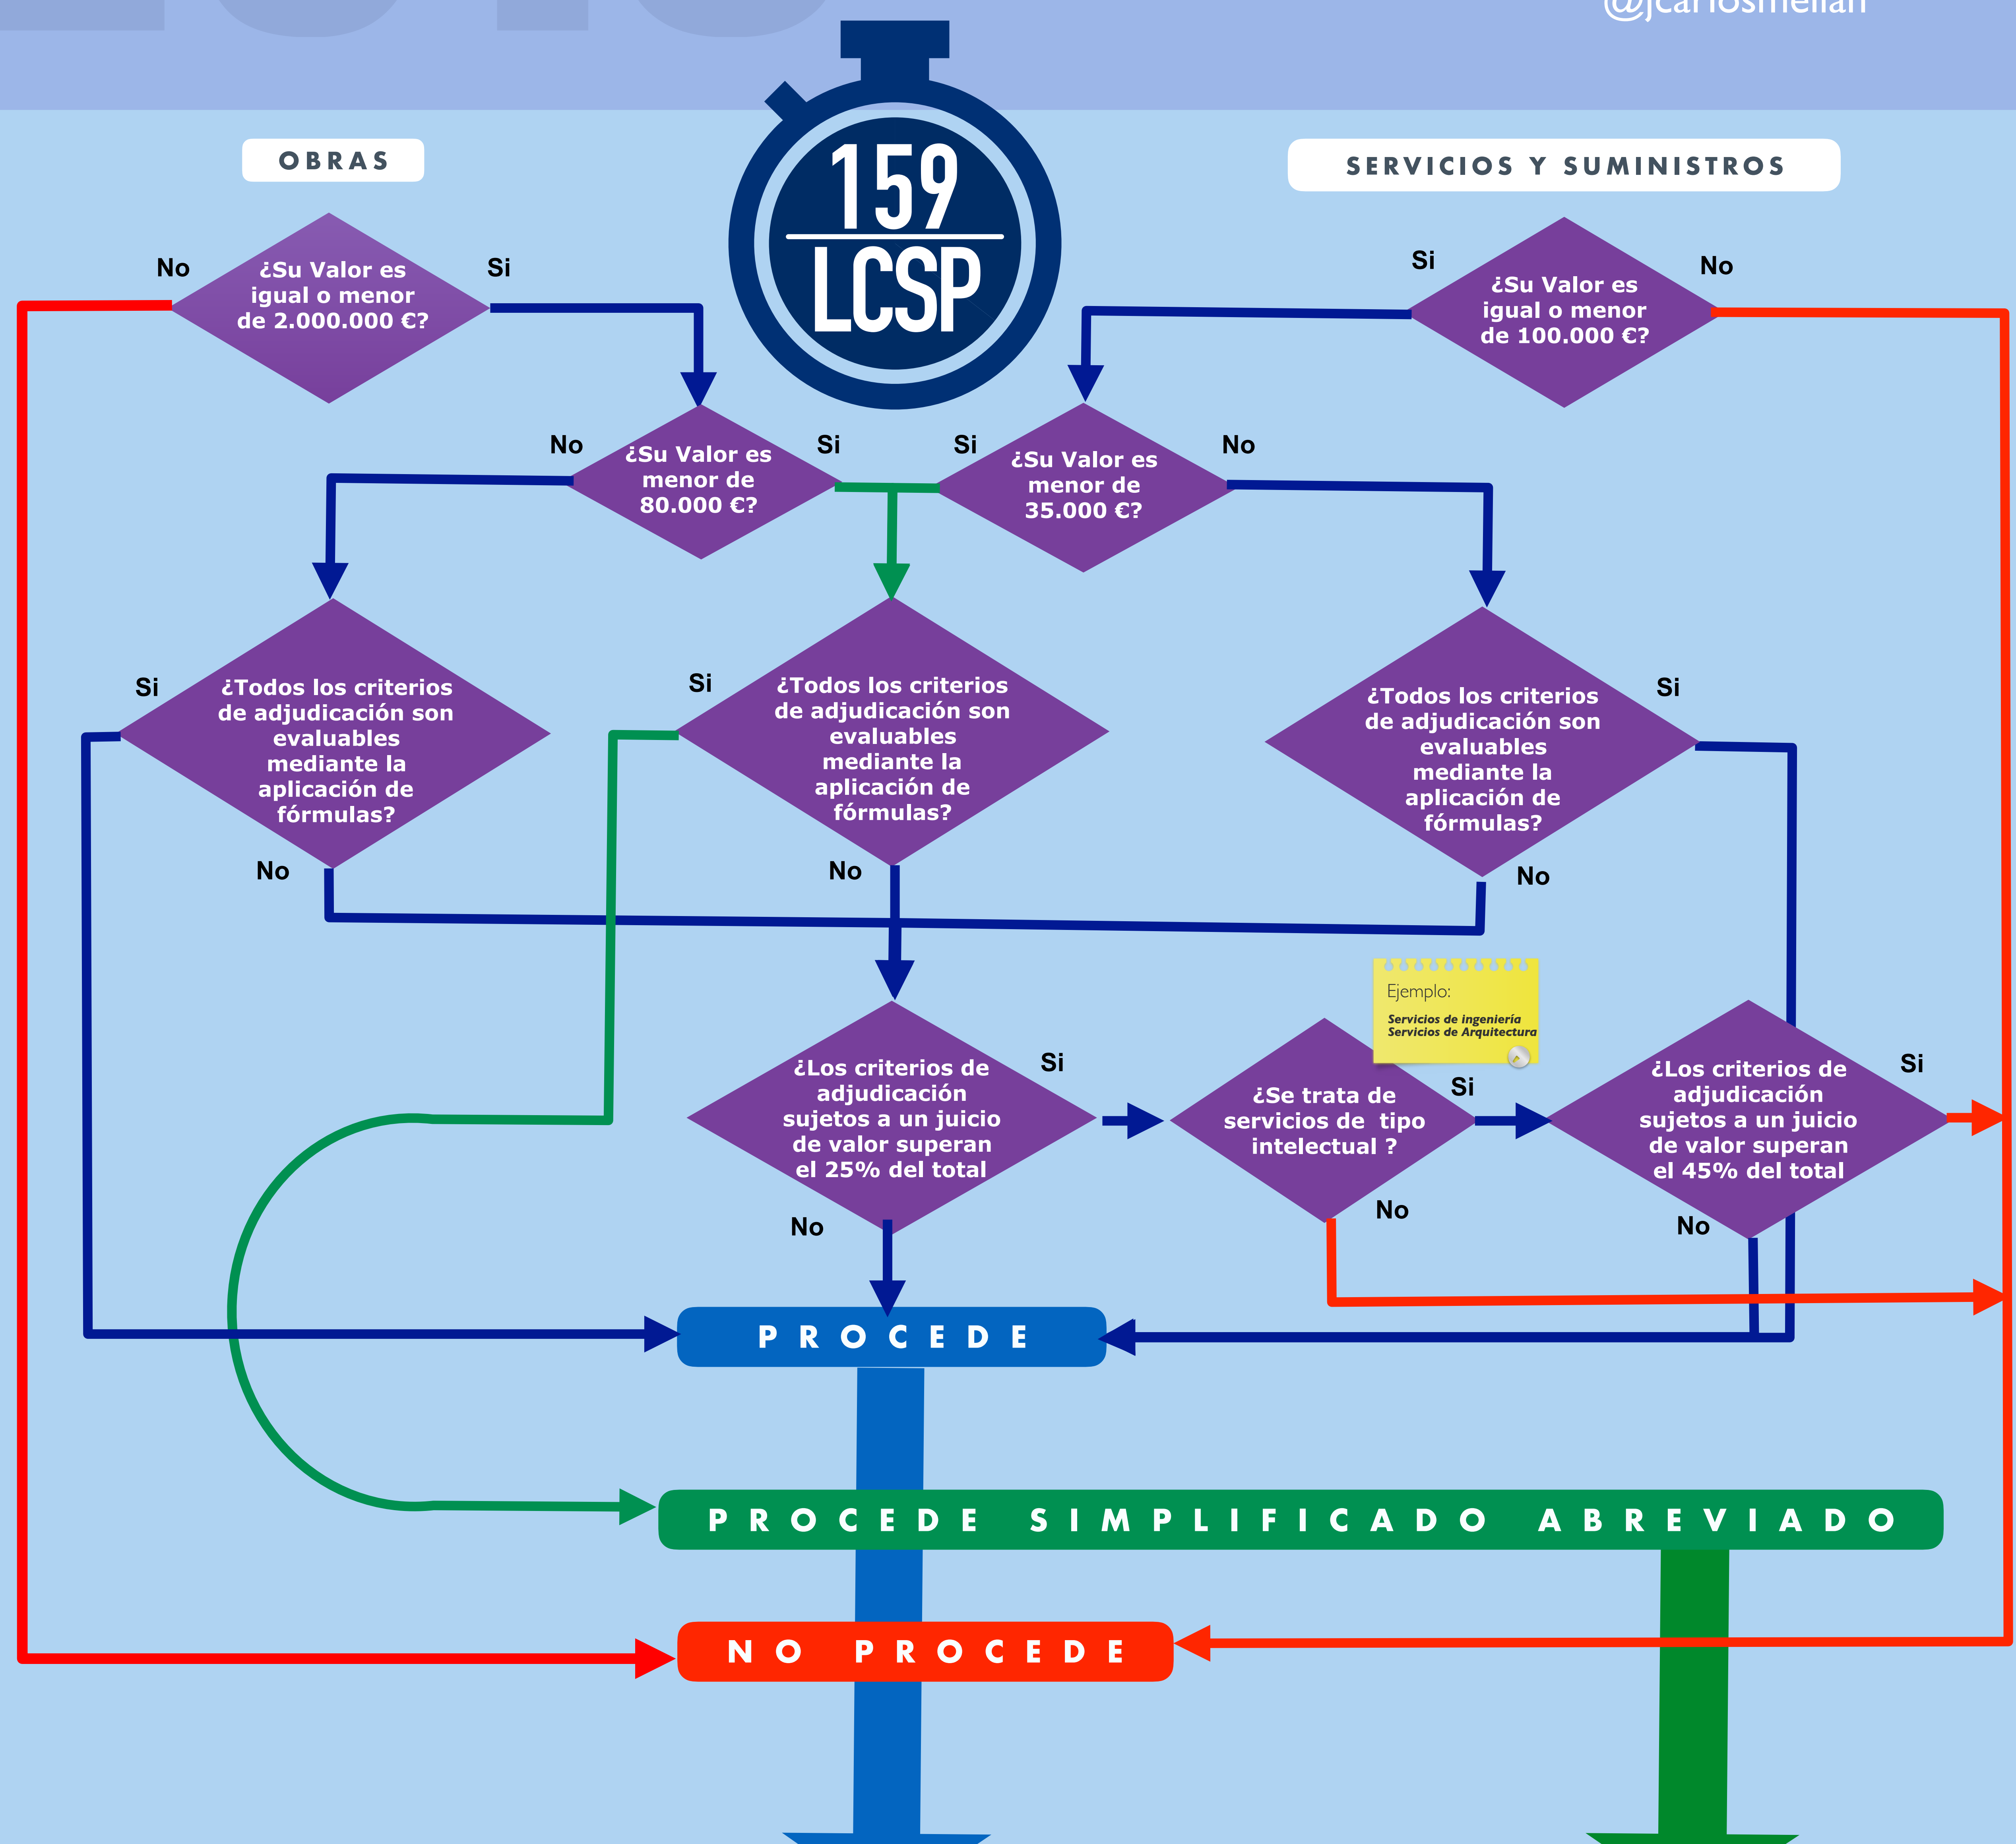 OBRAS
159
LCSP
SERVICIOS Y SUMINISTROS
No
¿Su Valor es
igual o menor
de 2.000.000 €?
Si
Si
¿Su Valor es
igual o menor
de 100.000 €?
No
No
¿Su Valor es
menor de
80.000 €?
Si
Si
¿Su Valor es
menor de
35.000 €?
No
Si
¿Todos los criterios
de adjudicación son
evaluables
mediante la
aplicación de
fórmulas?
No
Si
¿Todos los criterios
de adjudicación son
evaluables
mediante la
aplicación de
fórmulas?
No
¿Todos los criterios
de adjudicación son
evaluables
mediante la
aplicación de
fórmulas?
Si
No
Ejemplo:
Servicios de ingeniería
Servicios de Arquitectura
¿Los criterios de
adjudicación
sujetos a un juicio
de valor superan
el 25% del total
Si
No
¿Se trata de
servicios de tipo
intelectual ?
Si
No
¿Los criterios de
adjudicación
sujetos a un juicio
de valor superan
el 45% del total
Si
No
PROCEDE
PROCEDE SIMPLIFICADO ABREVIADO
NO PROCEDE